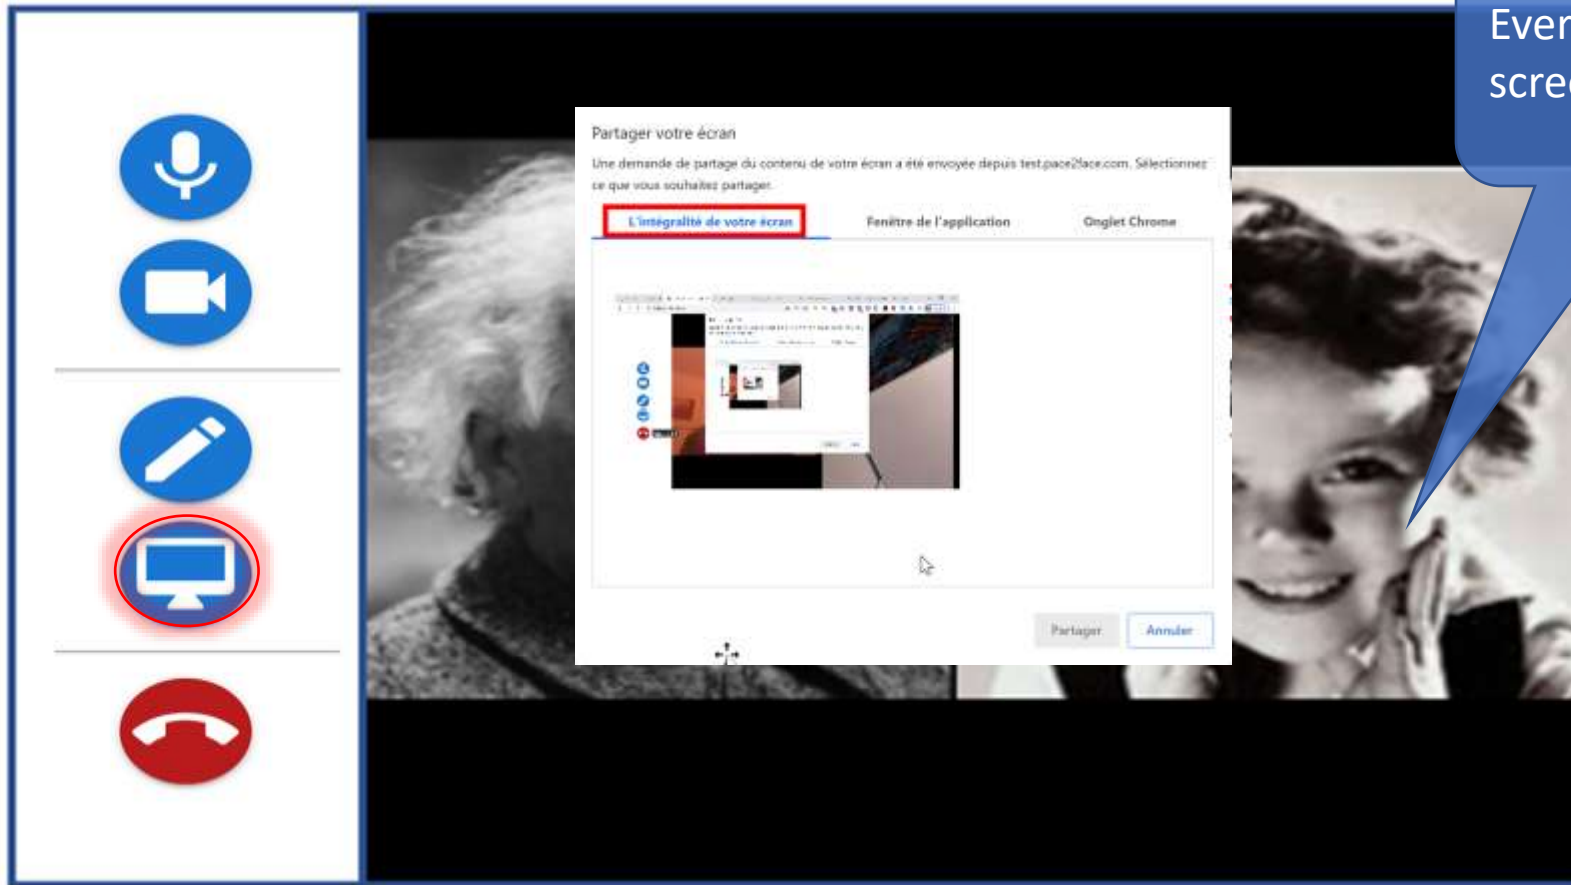 Ever
scree
Partager votre écran
Une demande de partage du contenu de votre écran a été envoyée depuis test.pace2face.com. Sélectionnez
ce que vous souhaitez partager.
L'intégralité de votre écran Fenêtre de l'application Onglet Chrome
Partager Annuler